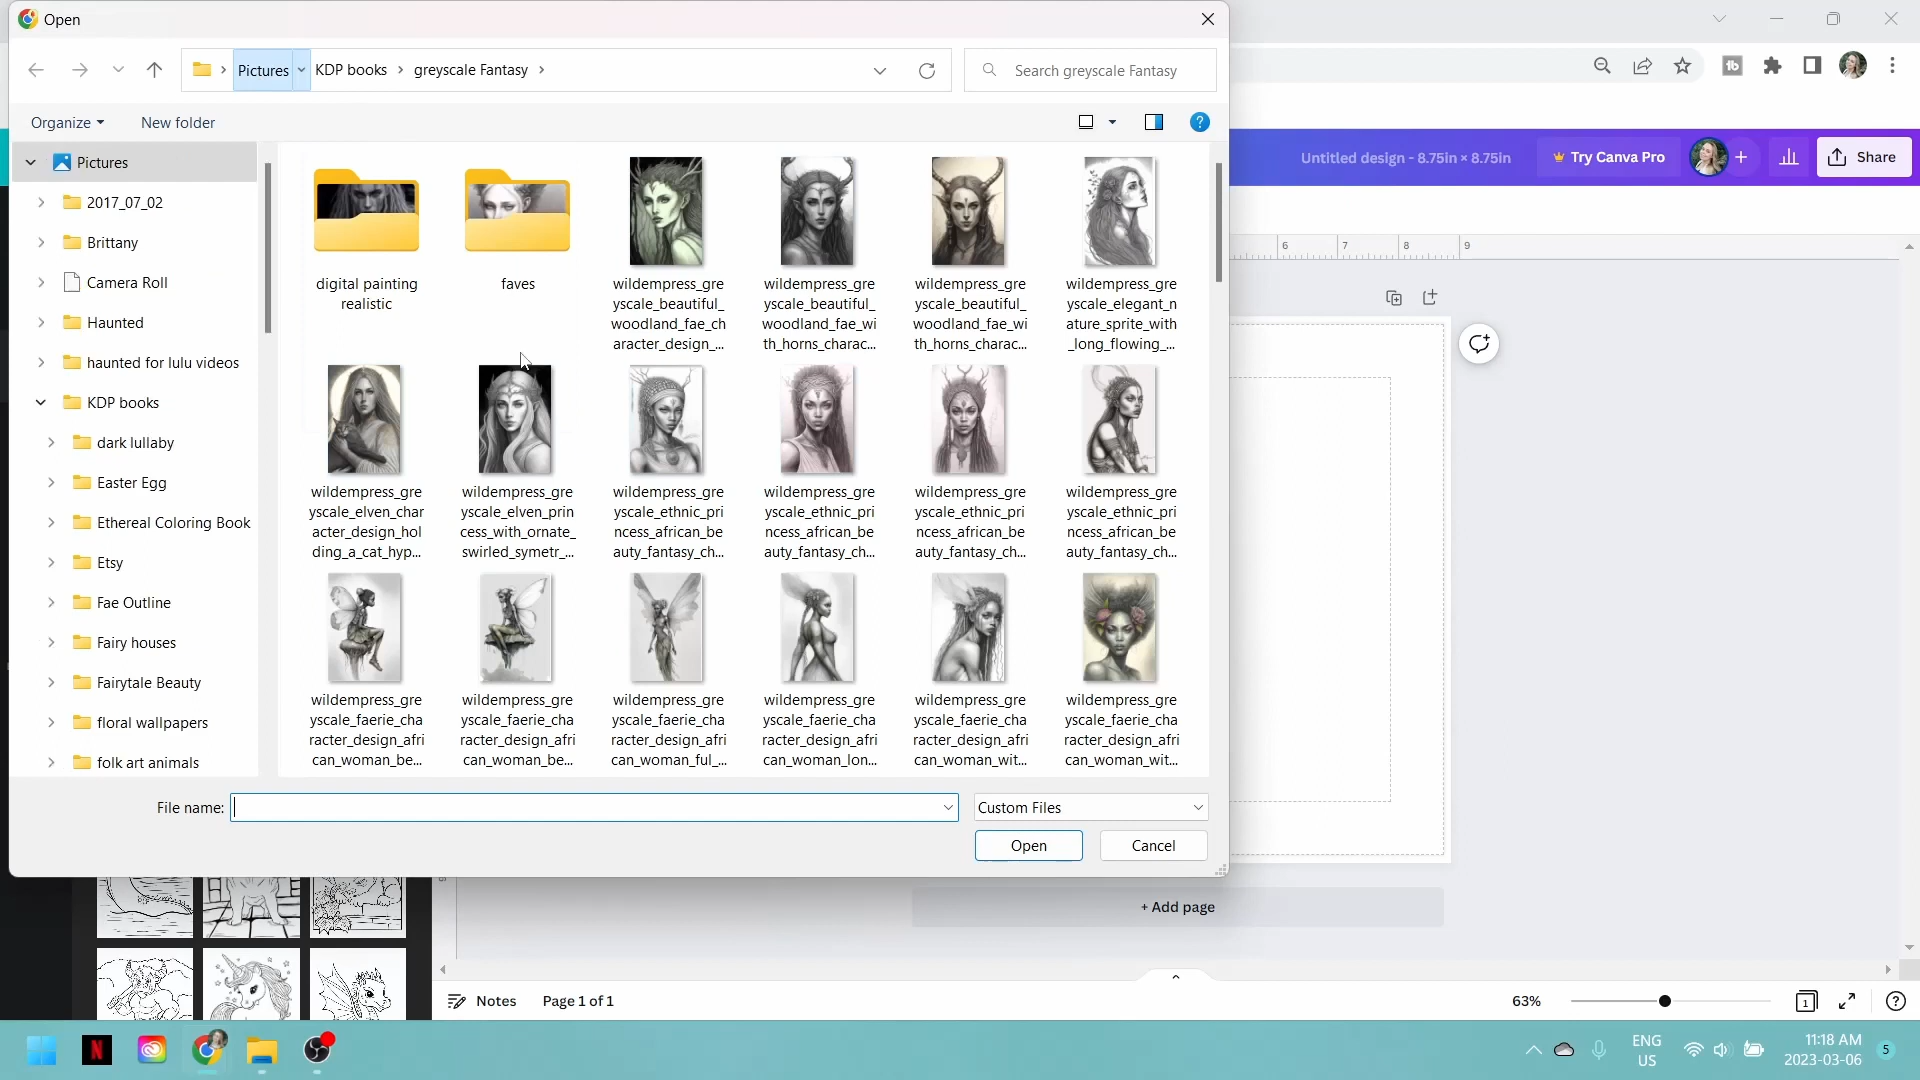 Open
Pictures
KDP books
greyscale Fantasy
Search greyscale Fantasy
Organize
New folder
Untitled design - 8.75in × 8.75in
Try Canva Pro
Share
Pictures
2017_07_02
Brittany
Camera Roll
Haunted
haunted for lulu videos
KDP books
dark lullaby
Easter Egg
Ethereal Coloring Book
Etsy
Fae Outline
Fairy houses
Fairytale Beauty
floral wallpapers
folk art animals
digital painting
realistic
faves
wildempress_gre
yscale_beautiful_
woodland_fae_ch
aracter_design_...
wildempress_gre
yscale_beautiful_
woodland_fae_wi
th_horns_charac...
wildempress_gre
yscale_beautiful_
woodland_fae_wi
th_horns_charac...
wildempress_gre
yscale_elegant_n
ature_sprite_with
_long_flowing_...
wildempress_gre
yscale_elven_char
acter_design_hol
ding_a_cat_hyp...
wildempress_gre
yscale_elven_prin
cess_with_ornate_
swirled_symetr_...
wildempress_gre
yscale_ethnic_pri
ncess_african_be
auty_fantasy_ch...
wildempress_gre
yscale_ethnic_pri
ncess_african_be
auty_fantasy_ch...
wildempress_gre
yscale_ethnic_pri
ncess_african_be
auty_fantasy_ch...
wildempress_gre
yscale_ethnic_pri
ncess_african_be
auty_fantasy_ch...
wildempress_gre
yscale_faerie_cha
racter_design_afri
can_woman_be...
wildempress_gre
yscale_faerie_cha
racter_design_afri
can_woman_be...
wildempress_gre
yscale_faerie_cha
racter_design_afri
can_woman_ful_...
wildempress_gre
yscale_faerie_cha
racter_design_afri
can_woman_lon...
wildempress_gre
yscale_faerie_cha
racter_design_afri
can_woman_wit...
wildempress_gre
yscale_faerie_cha
racter_design_afri
can_woman_wit...
6 7 8 9
File name:
Custom Files
Open
Cancel
+ Add page
Notes
Page 1 of 1
63%
1
ENG
US
11:18 AM
2023-03-06
5